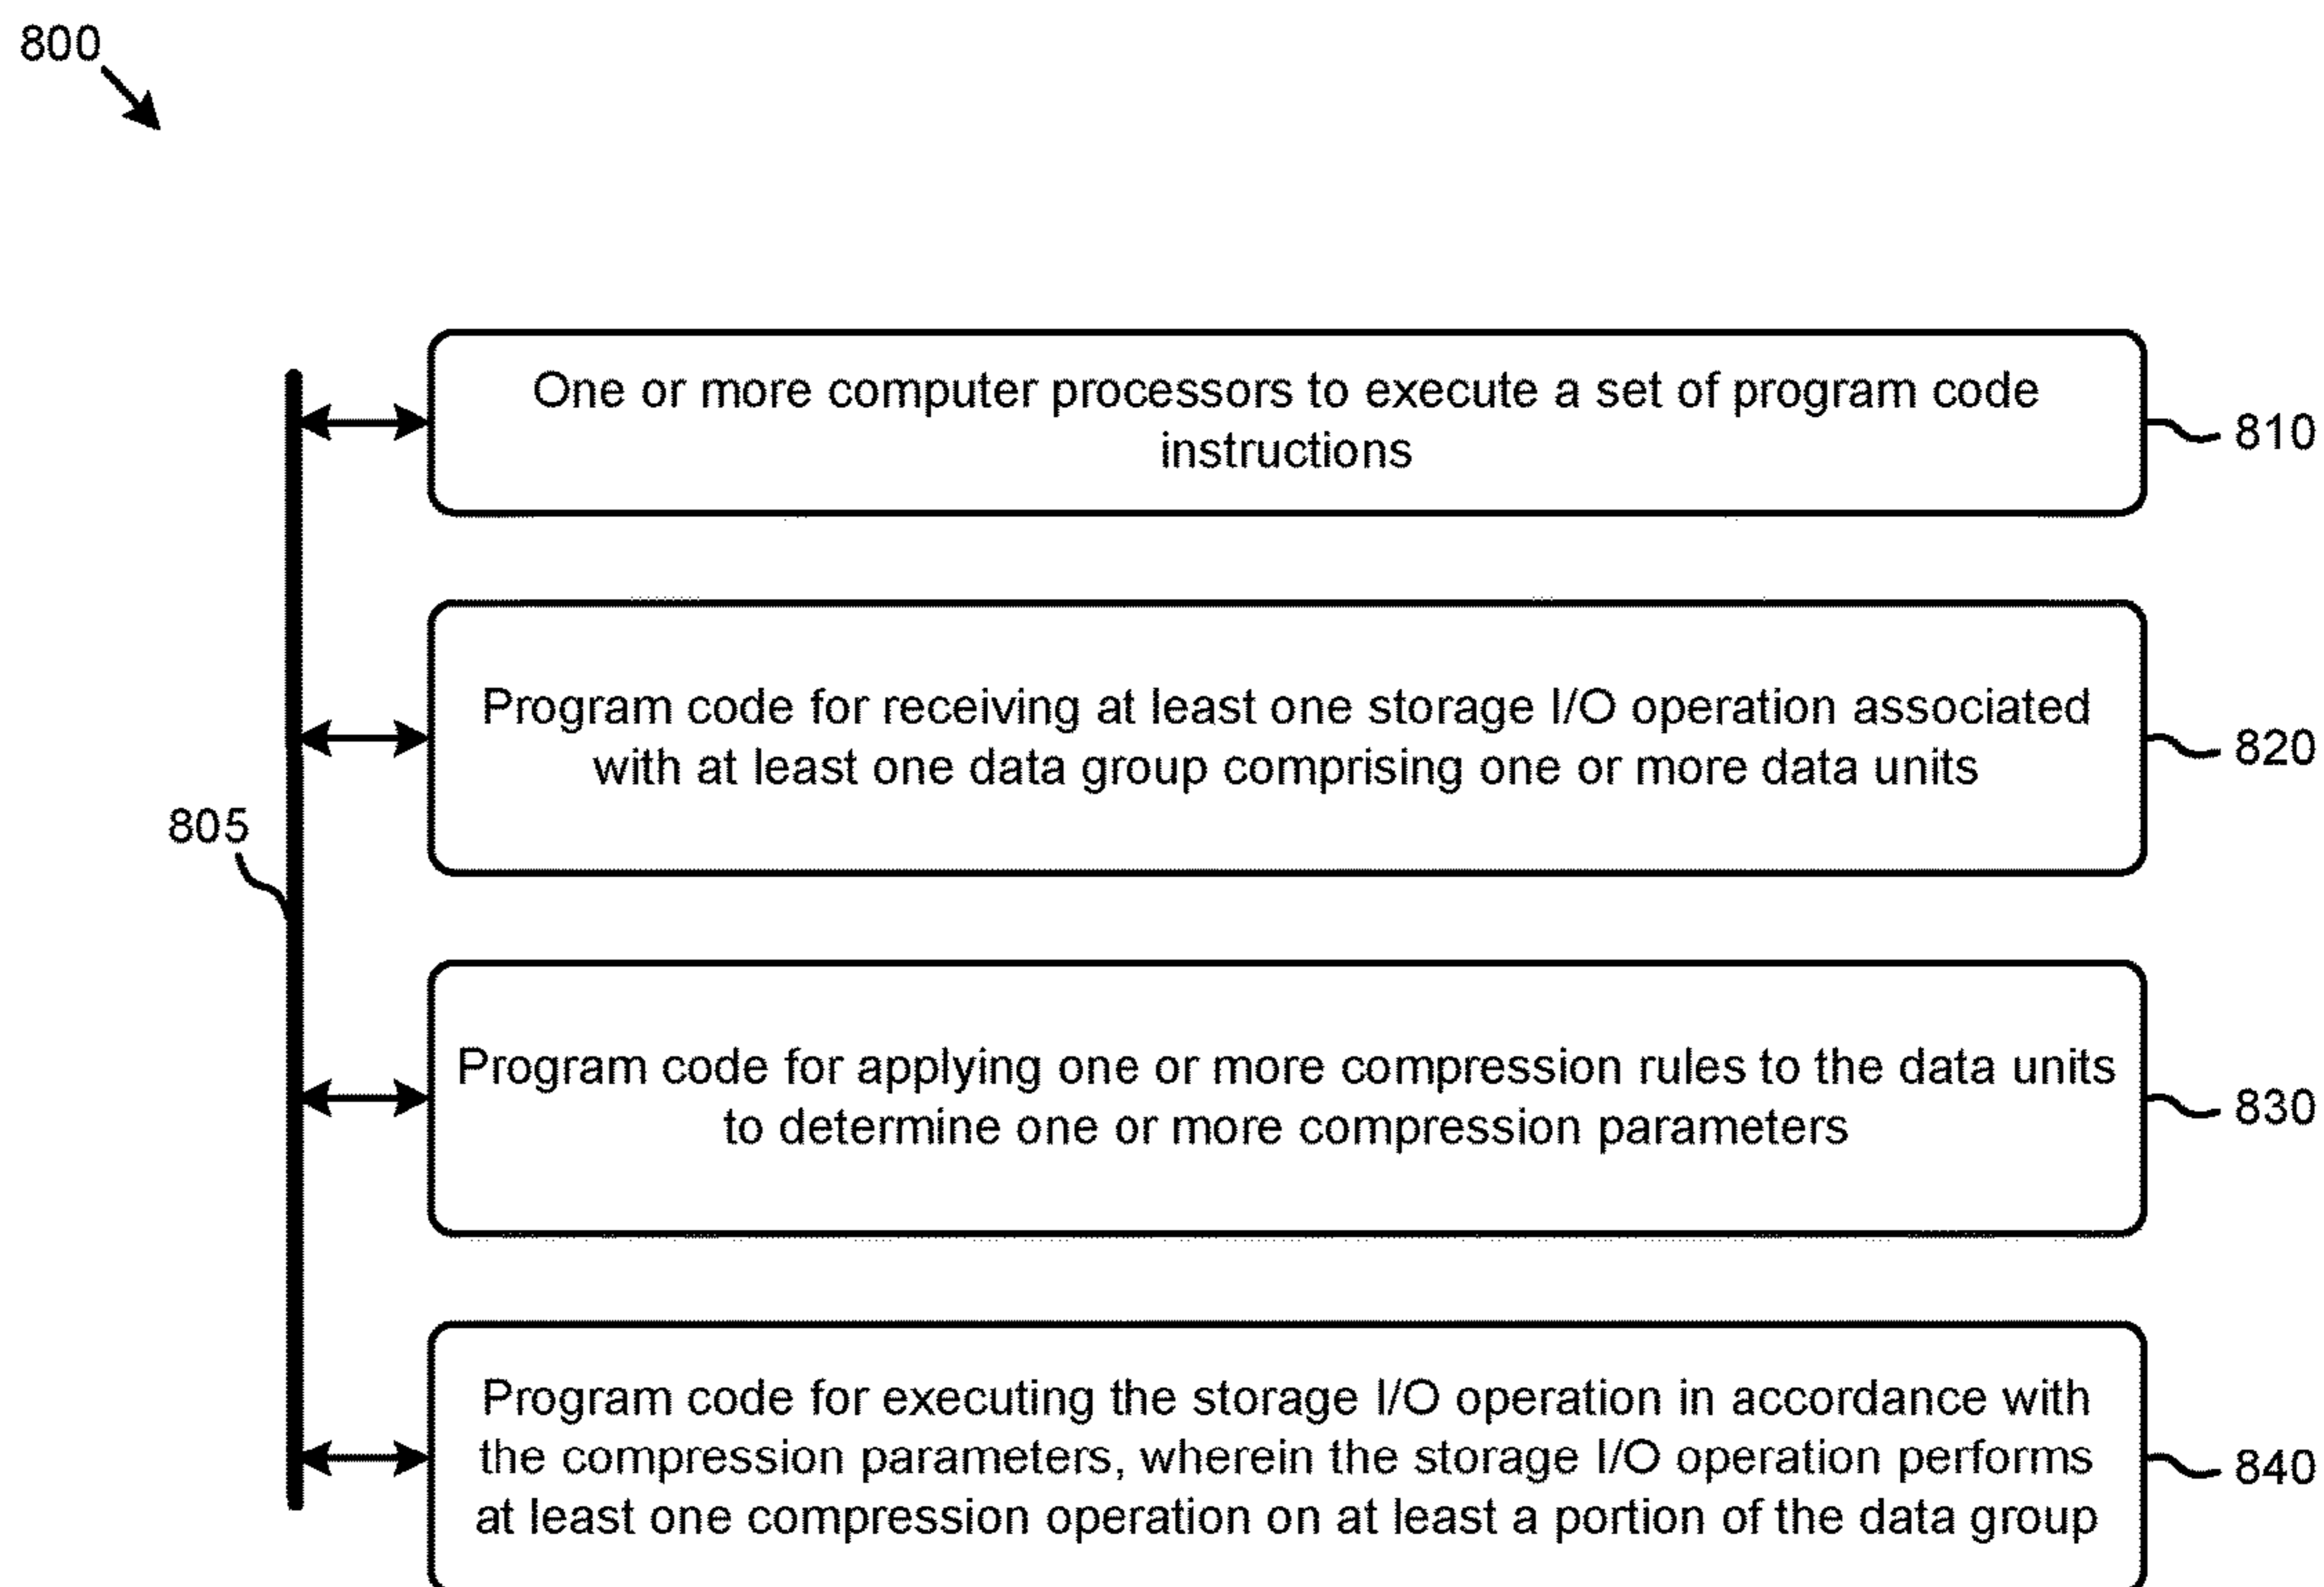 800
One or more computer processors to execute a set of program code
instructions
810
Program code for receiving at least one storage I/O operation associated
with at least one data group comprising one or more data units
820
805
Program code for applying one or more compression rules to the data units
to determine one or more compression parameters
830
Program code for executing the storage I/O operation in accordance with
the compression parameters, wherein the storage I/O operation performs
at least one compression operation on at least a portion of the data group
840